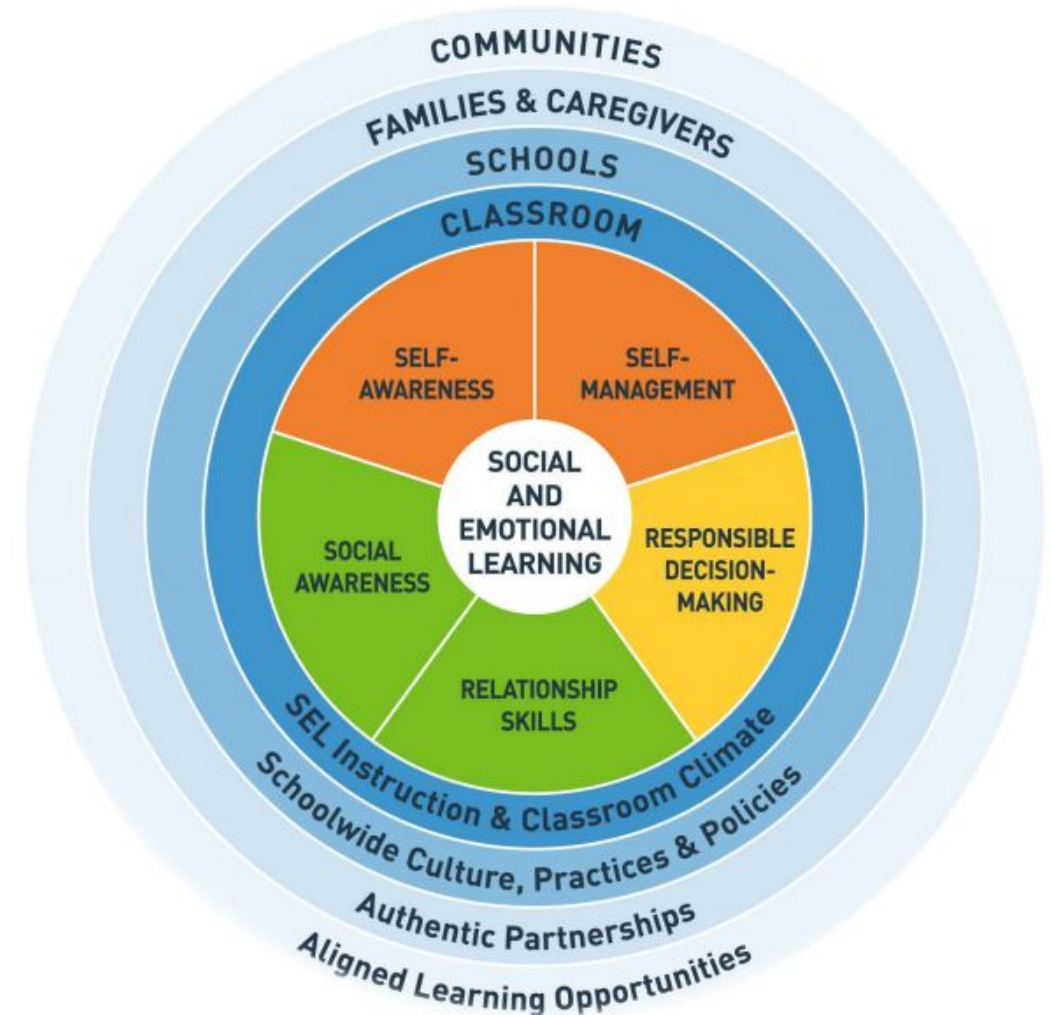 COMMUNITIES
FAMILIES & CAREGIVERS
SCHOOLS
CLASSROOM
SELF-
AWARENESS
SELF-
MANAGEMENT
SOCIAL
AND
EMOTIONAL
LEARNING
SOCIAL
AWARENESS
RESPONSIBLE
DECISION-
MAKING
RELATIONSHIP
SKILLS
SEL Instruction & Classroom Climate
Schoolwide Culture, Practices & Policies
Authentic Partnerships
Aligned Learning Opportunities